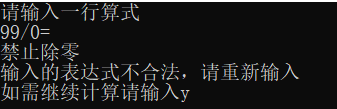 请输入一行算式
99/0=
禁止除零
输入的表达式不合法，请重新输入
如需继续计算请输入y